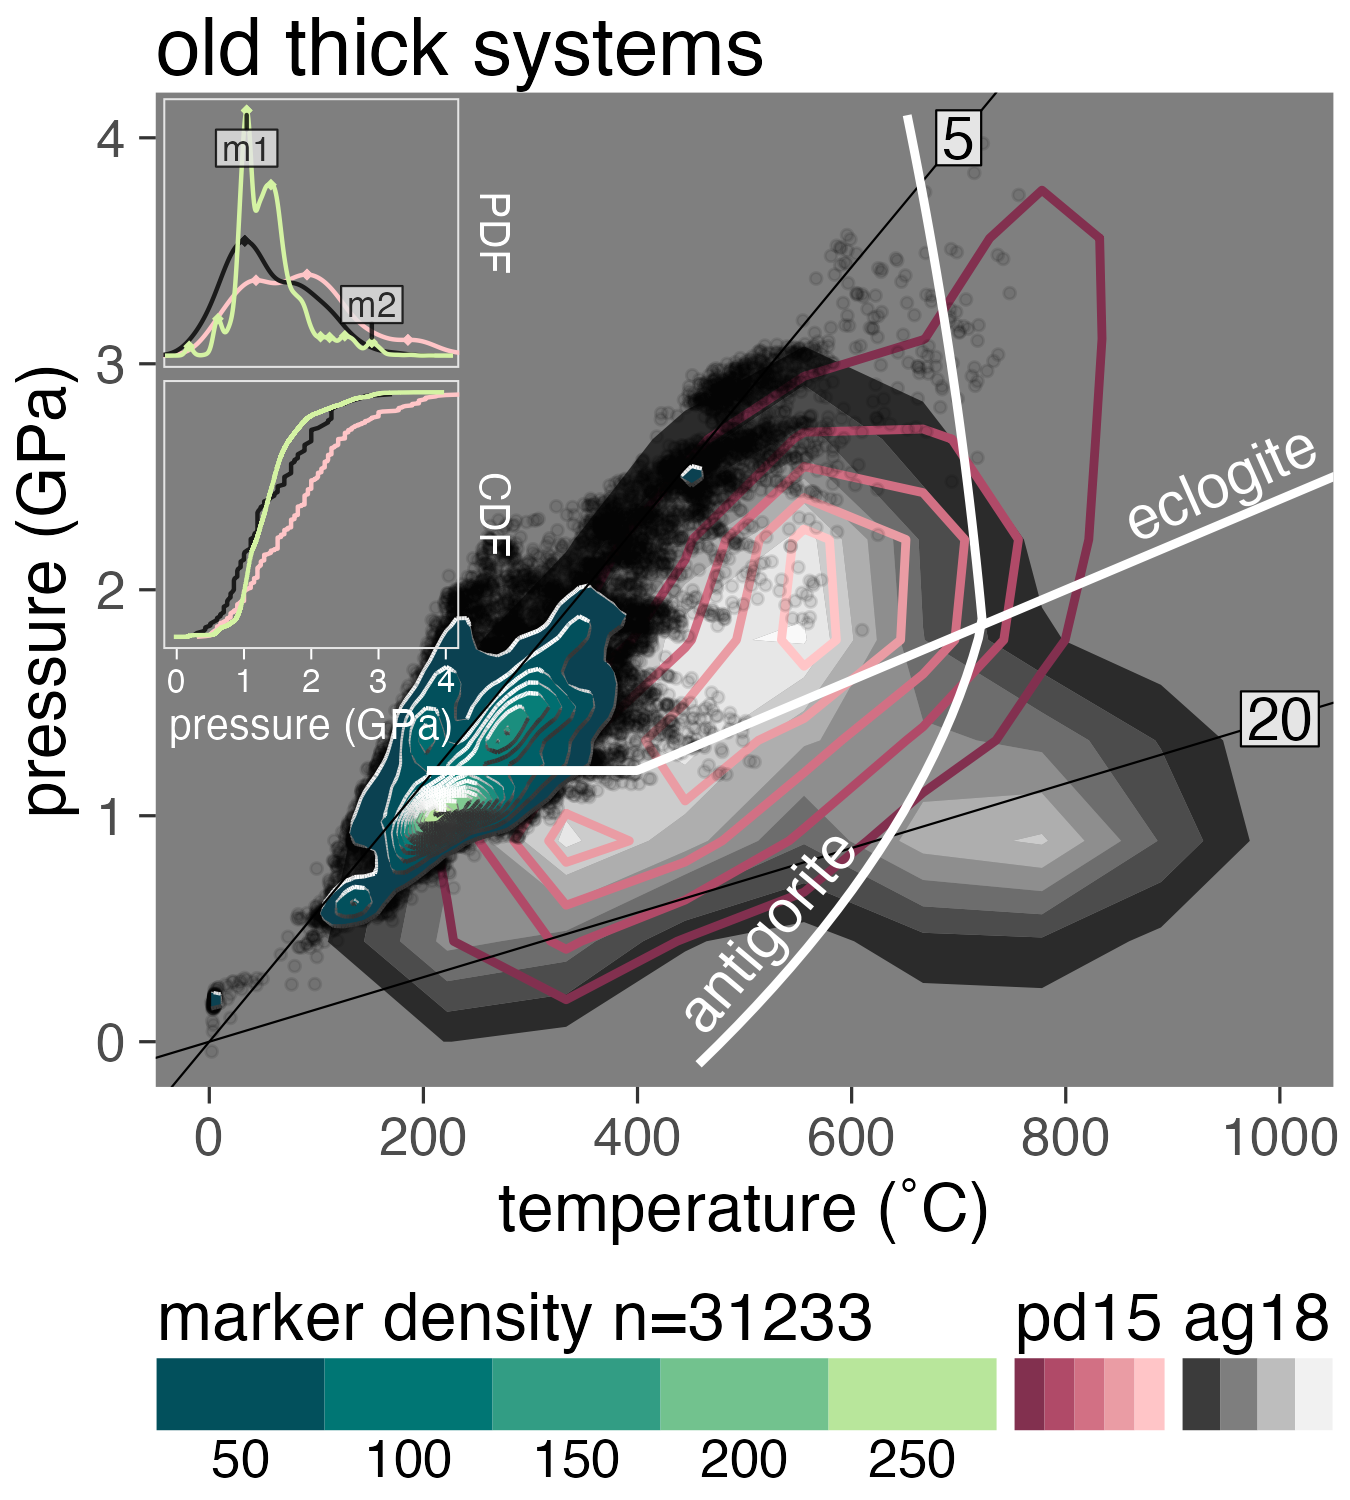 old thick systems
pressure (GPa)
4
3
2
1
0
m1
m2
PDF
CDF
0 1 2 3 4
pressure (GPa)
5
20
eclogite
antigorite
0 200 400 600 800 1000
temperature (˚C)
marker density n=31233
50 100 150 200 250
pd15
ag18